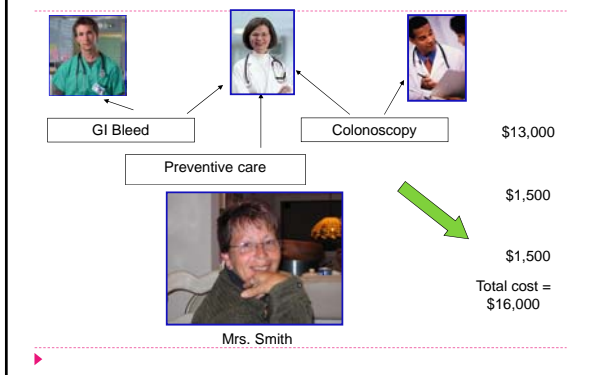 GI Bleed
Colonoscopy
$13,000
Preventive care
$1,500
$1,500
Total cost =
$16,000
Mrs. Smith